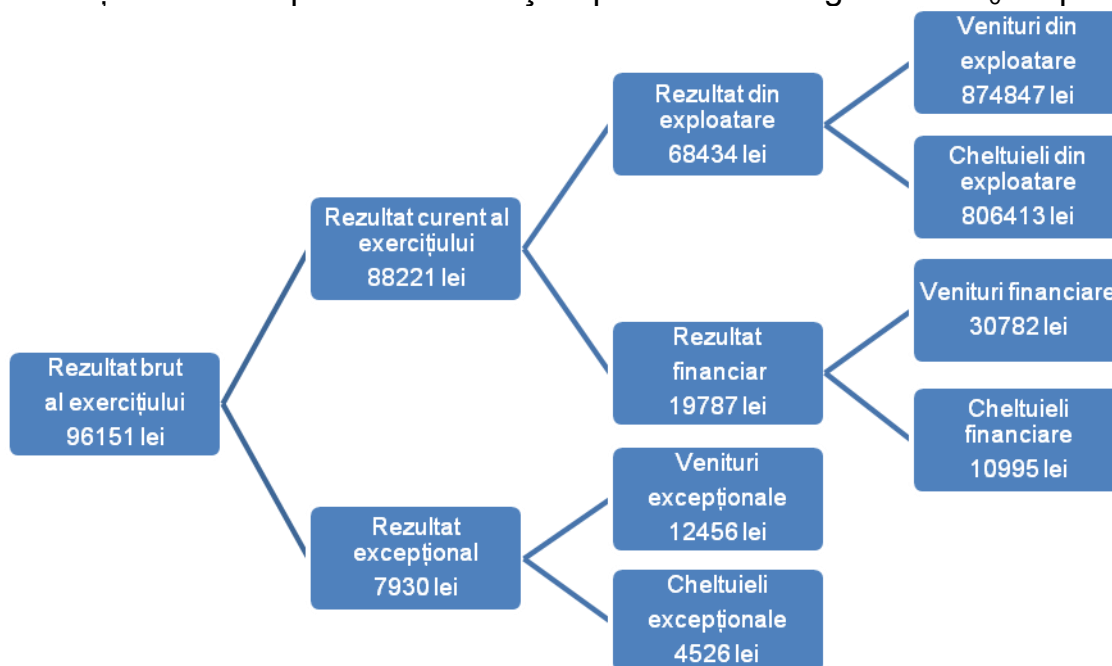 Venituri din
exploatare
874847 lei
Rezultat din
exploatare
68434 lei
Cheltuieli din
exploatare
806413 lei
Rezultat curent al
exercițiului
88221 lei
Venituri financiare
30782 lei
Rezultat
financiar
19787 lei
Rezultat brut
al exercițiului
96151 lei
Cheltuieli
financiare
10995 lei
Venituri
excepționale
12456 lei
Rezultat
excepțional
7930 lei
Cheltuieli
excepționale
4526 lei